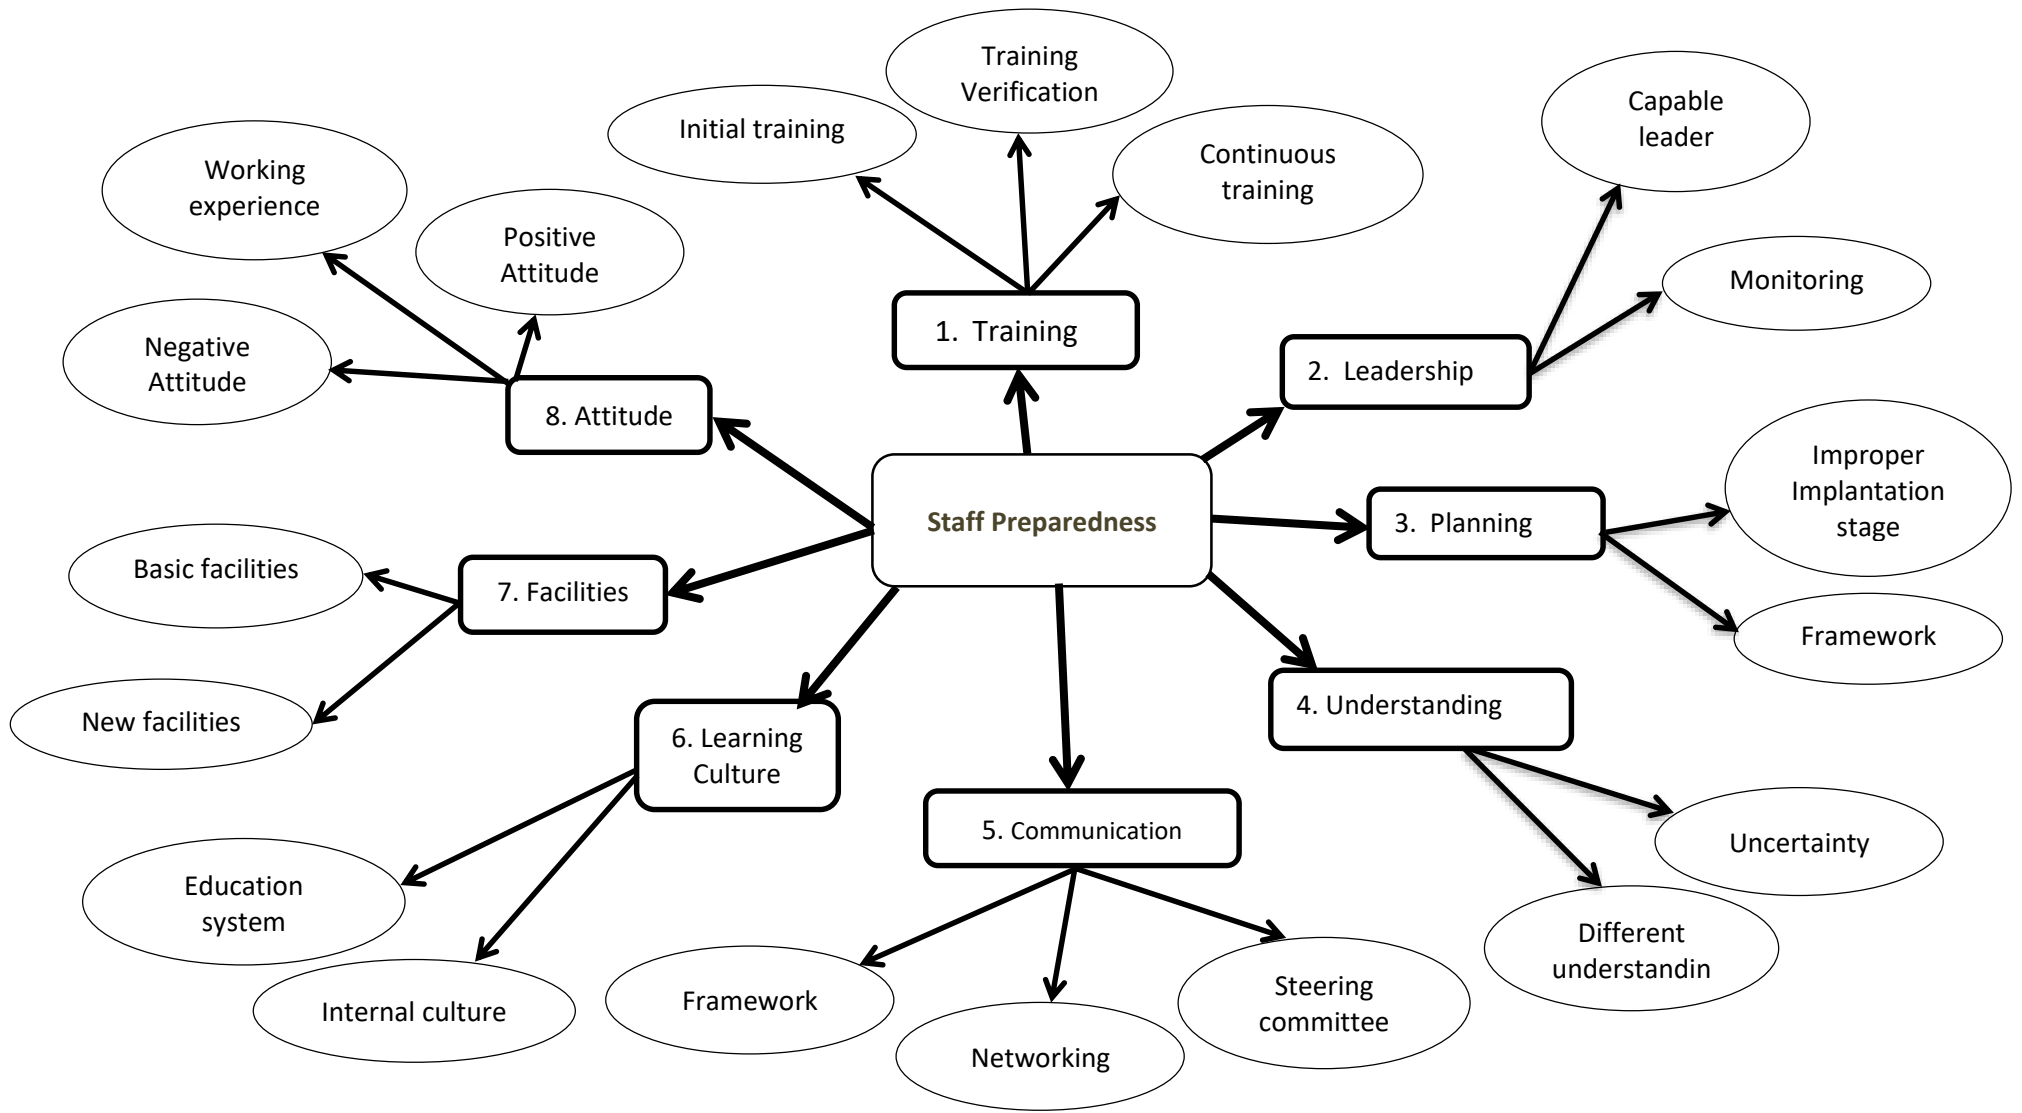 Training
Verification
Initial training
Continuous
training
Capable
leader
Working
experience
Positive
Attitude
Monitoring
Negative
Attitude
1. Training
2. Leadership
8. Attitude
Improper
Implantation
stage
Staff Preparedness
3. Planning
Basic facilities
7. Facilities
Framework
New facilities
4. Understanding
6. Learning
Culture
5. Communication
Uncertainty
Education
system
Different
understandin
Internal culture
Framework
Steering
committee
Networking